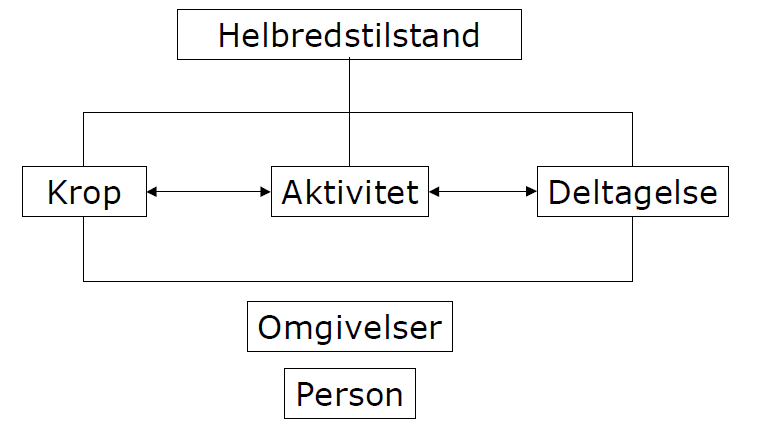 Helbredstilstand
Krop
Aktivitet
Deltagelse
Omgivelser
Person